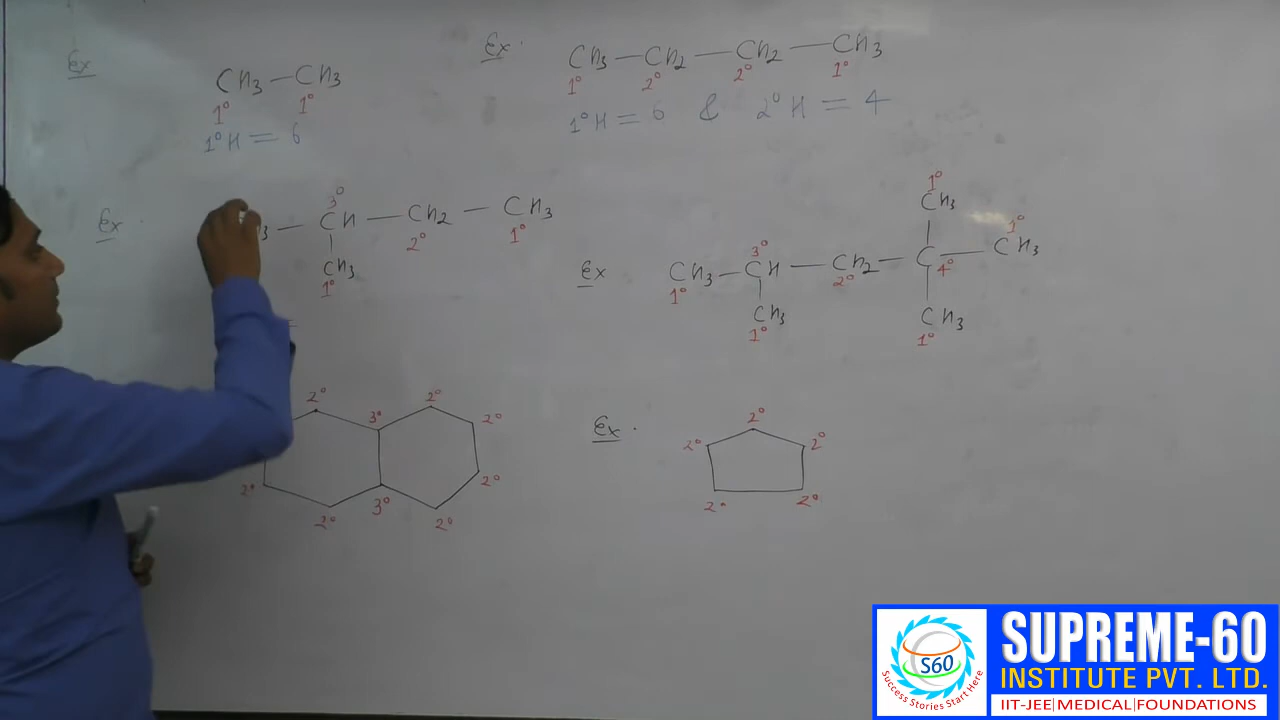 Ex
CH3 — CH3
1° 1°
1°H = 6
Ex.
CH3 — CH2 — CH2 — CH3
1° 2° 2° 1°
1°H = 6 & 2°H = 4
Ex.
3°
3 — CH — CH2 — CH3
2° 1°
CH3
1°
Ex
1°
CH3
3° 1°
CH3 — CH — CH2 — C — CH3
1° 2° 4°
CH3 CH3
1° 1°
2° 3° 2° 2°
2° 2° 3° 2° 2°
Ex.
2°
2° 2°
2° 2°
S60
Success Stories Start Here
SUPREME-60
INSTITUTE PVT. LTD.
IIT-JEE|MEDICAL|FOUNDATIONS